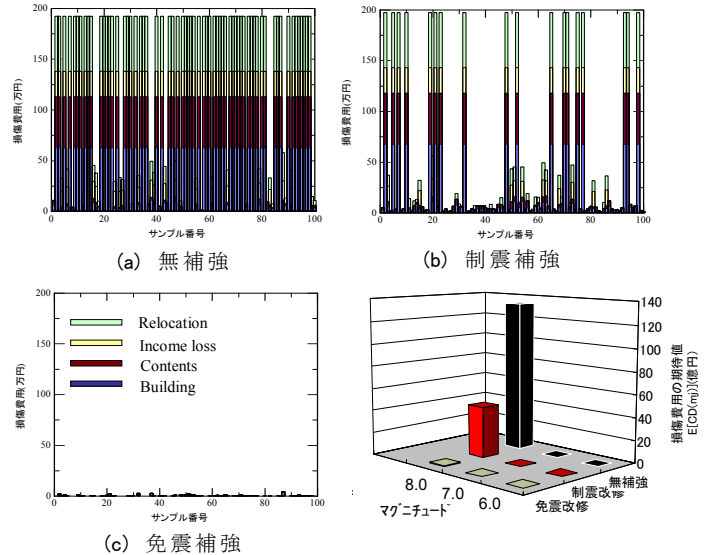 200
150
100
50
0
損傷費用(万円)
0 20 40 60 80 100
サンプル番号
(a) 無補強
200
150
100
50
0
損傷費用(万円)
0 20 40 60 80 100
サンプル番号
(b) 制震補強
200
150
100
50
0
損傷費用(万円)
Relocation
Income loss
Contents
Building
0 20 40 60 80 100
サンプル番号
(c) 免震補強
140
120
100
80
60
40
20
0
損傷費用の期待値
E[CD(mj)](億円)
8.0
7.0
6.0
マグニチュード
無補強
制震改修
免震改修